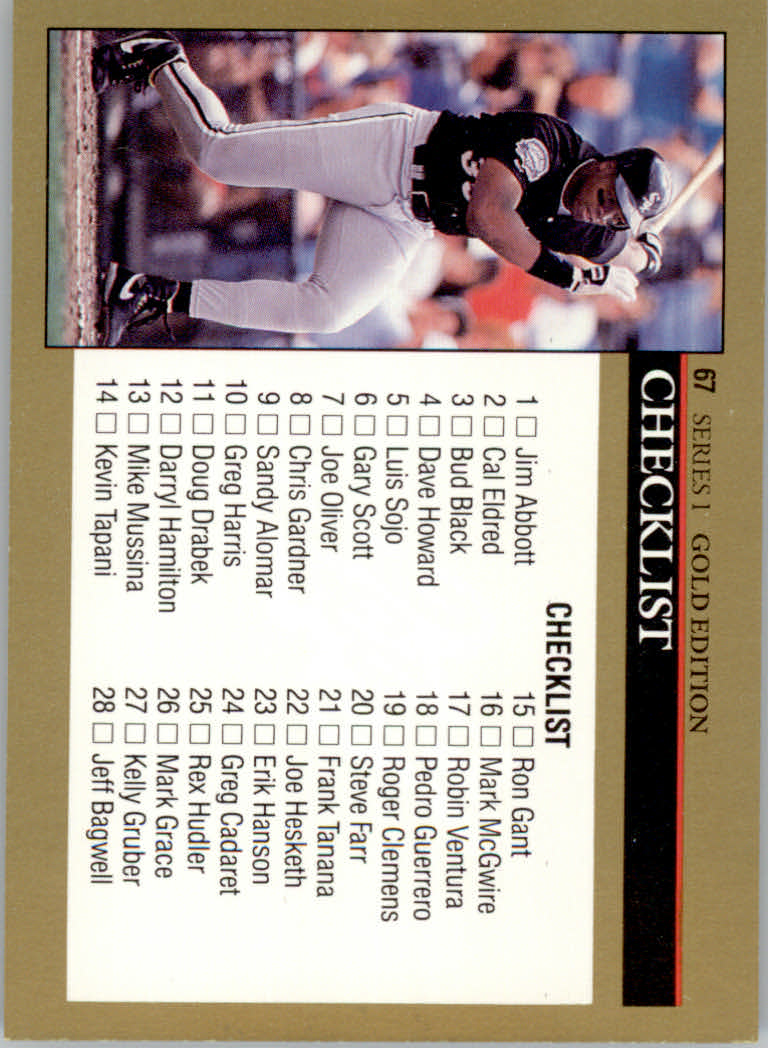 67 SERIES 1 GOLD EDITION
CHECKLIST
CHECKLIST
1 Jim Abbott
2 Cal Eldred
3 Bud Black
4 Dave Howard
5 Luis Sojo
6 Gary Scott
7 Joe Oliver
8 Chris Gardner
9 Sandy Alomar
10 Greg Harris
11 Doug Drabek
12 Darryl Hamilton
13 Mike Mussina
14 Kevin Tapani
15 Ron Gant
16 Mark McGwire
17 Robin Ventura
18 Pedro Guerrero
19 Roger Clemens
20 Steve Farr
21 Frank Tanana
22 Joe Hesketh
23 Erik Hanson
24 Greg Cadaret
25 Rex Hudler
26 Mark Grace
27 Kelly Gruber
28 Jeff Bagwell